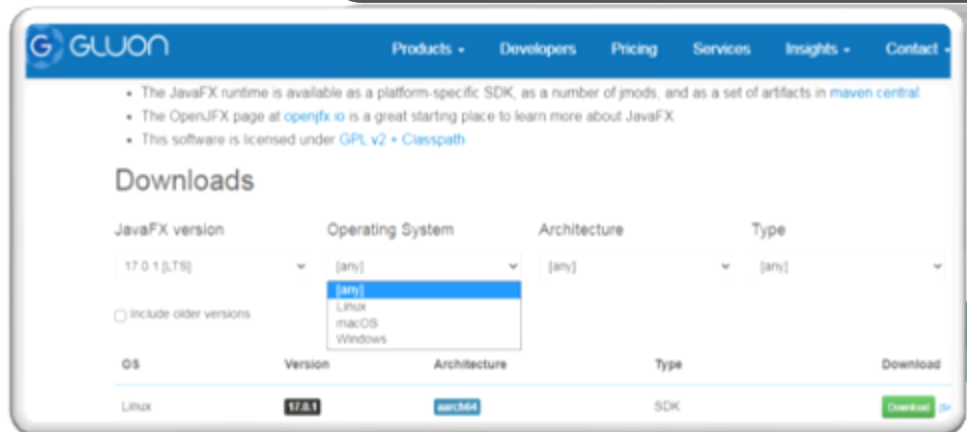 G GLUON Products Developers Pricing Services Insights Contact
• The JavaFX runtime is available as a platform-specific SDK, as a number of jmods, and as a set of artifacts in maven central.
• The OpenJFX page at openjfx.io is a great starting place to learn more about JavaFX.
• This software is licensed under GPL v2 + Classpath
Downloads
JavaFX version Operating System Architecture Type
17.0.1 [LTS] [any] [any] [any]
[any]
Linux
Include older versions
macOS
Windows
OS Version Architecture Type Download
Linux 17.0.1 aarch64 SDK Download